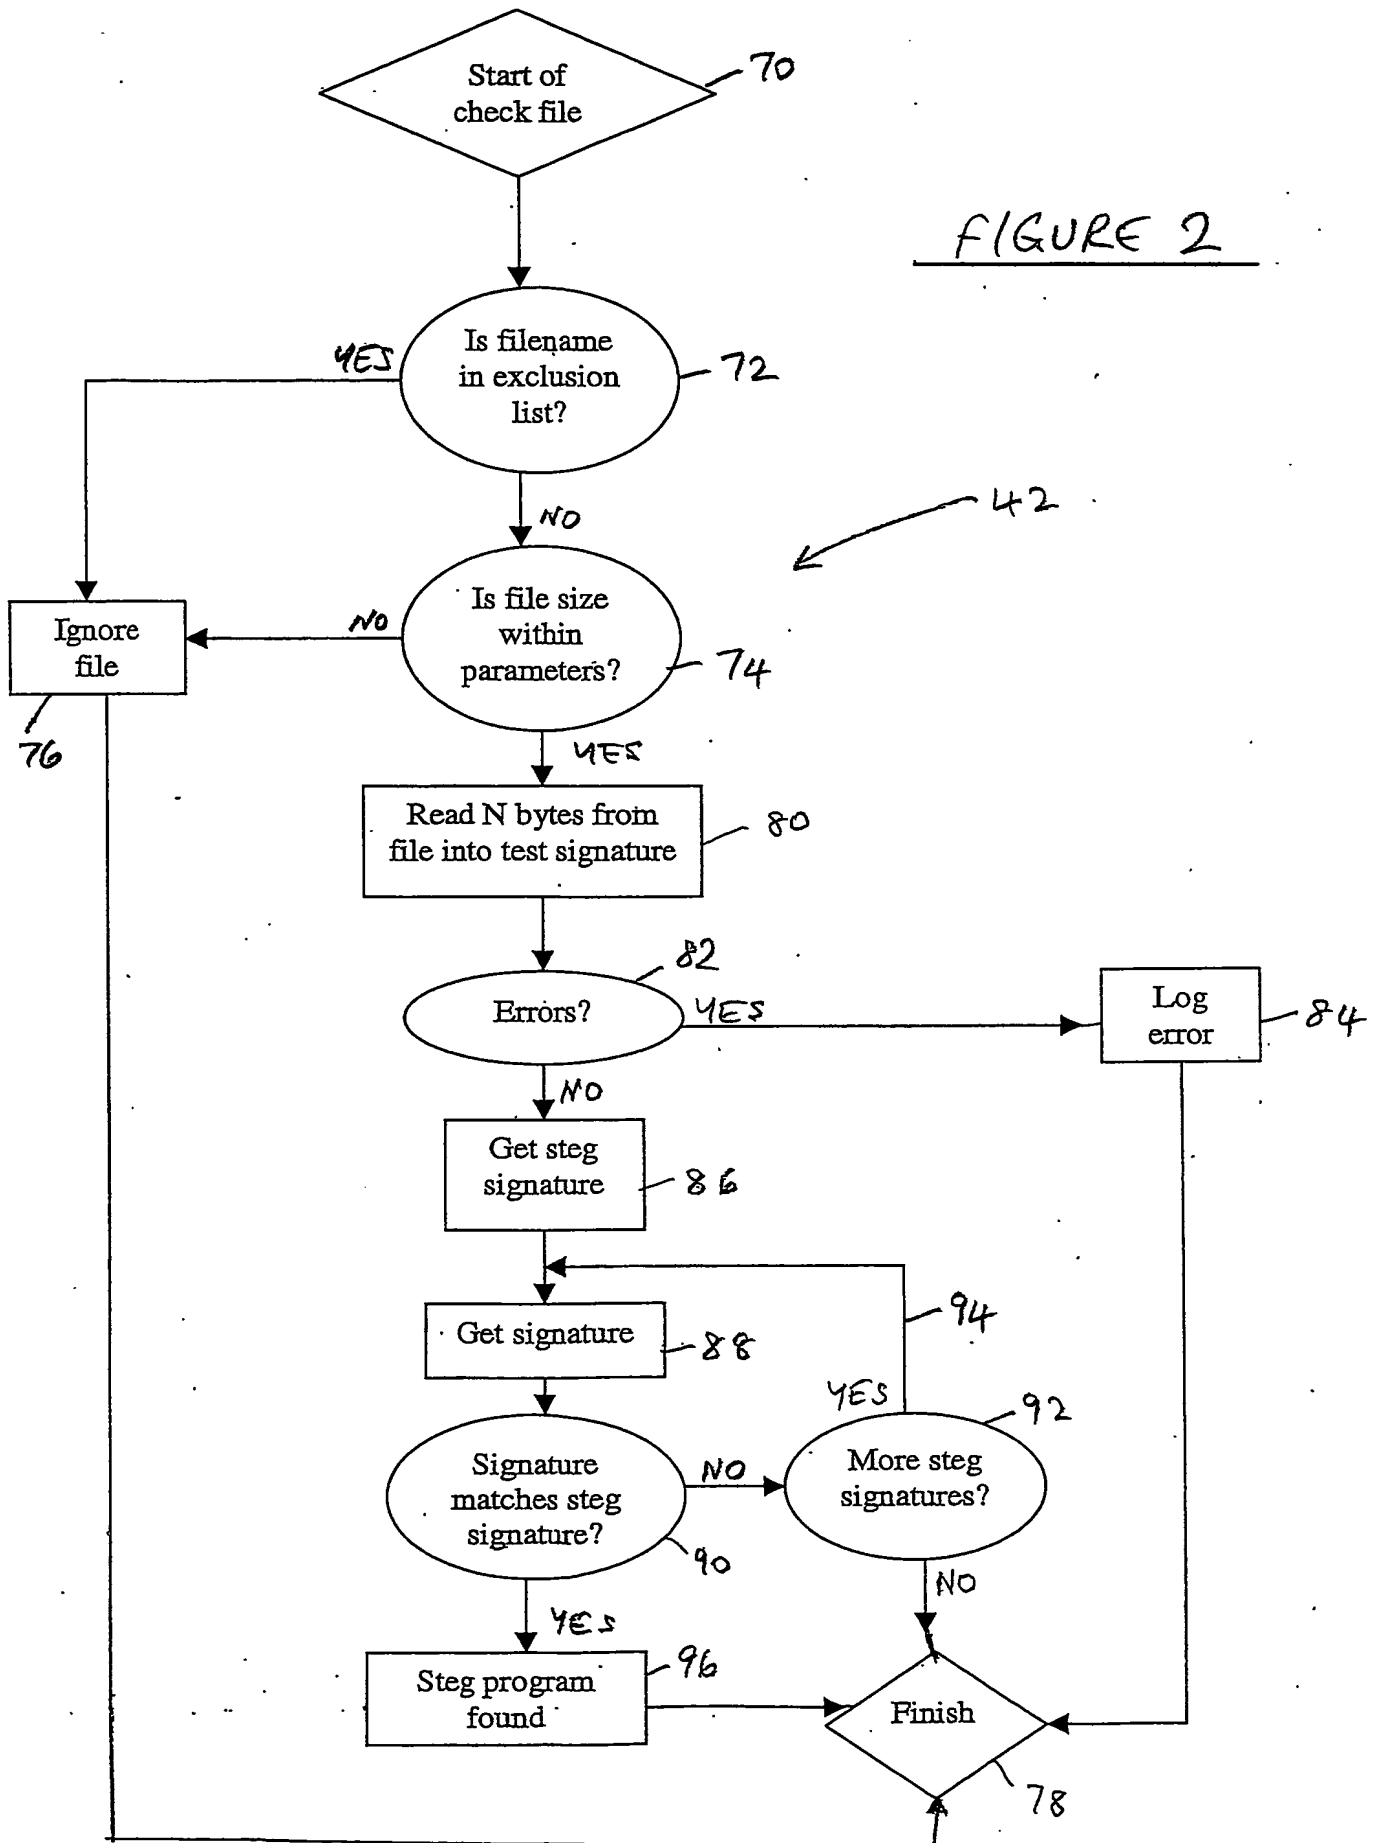 Start of
check file
70
FIGURE 2
Is filename
in exclusion
list?
YES
72
NO
42
Is file size
within
parameters?
NO
74
Ignore
file
76
YES
Read N bytes from
file into test signature
80
82
Errors?
YES
Log
error
84
NO
Get steg
signature
86
94
Get signature
88
YES
92
Signature
matches steg
signature?
NO
More steg
signatures?
90
NO
YES
96
Steg program
found
Finish
78